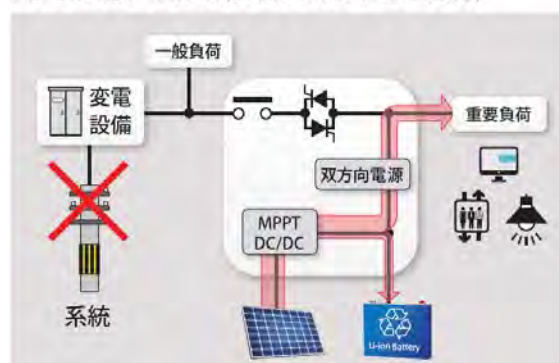 一般負荷
変電
設備
重要負荷
双方向電源
MPPT
DC/DC
系統
Li-ion Battery